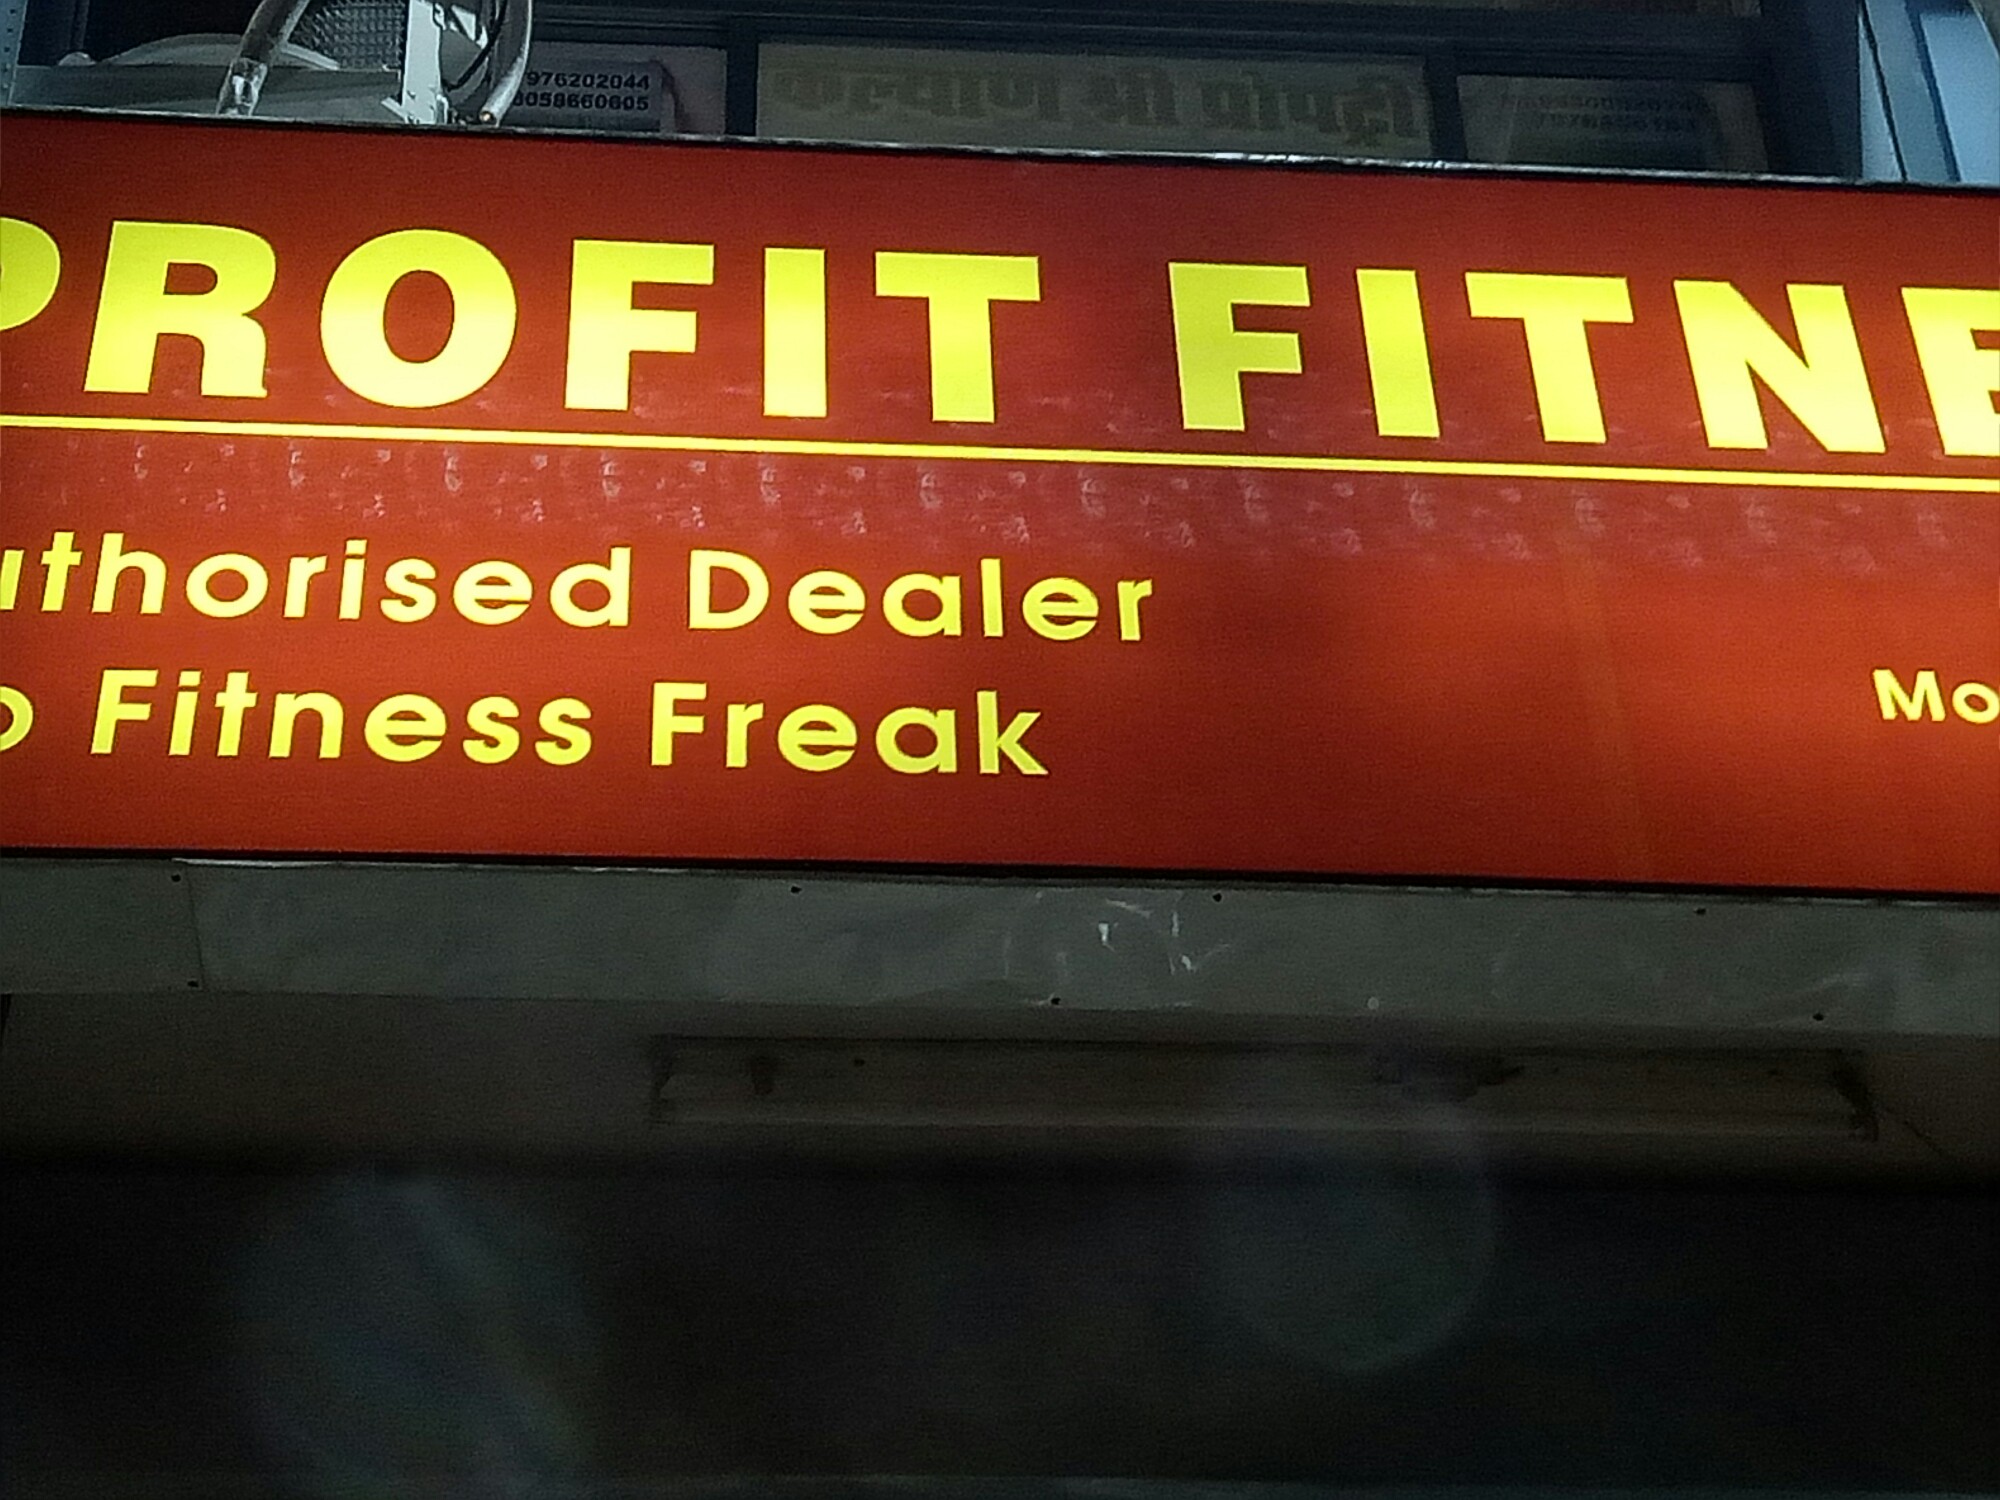 976202044
8058660605
PROFIT FITNE
uthorised Dealer
o Fitness Freak
Mo